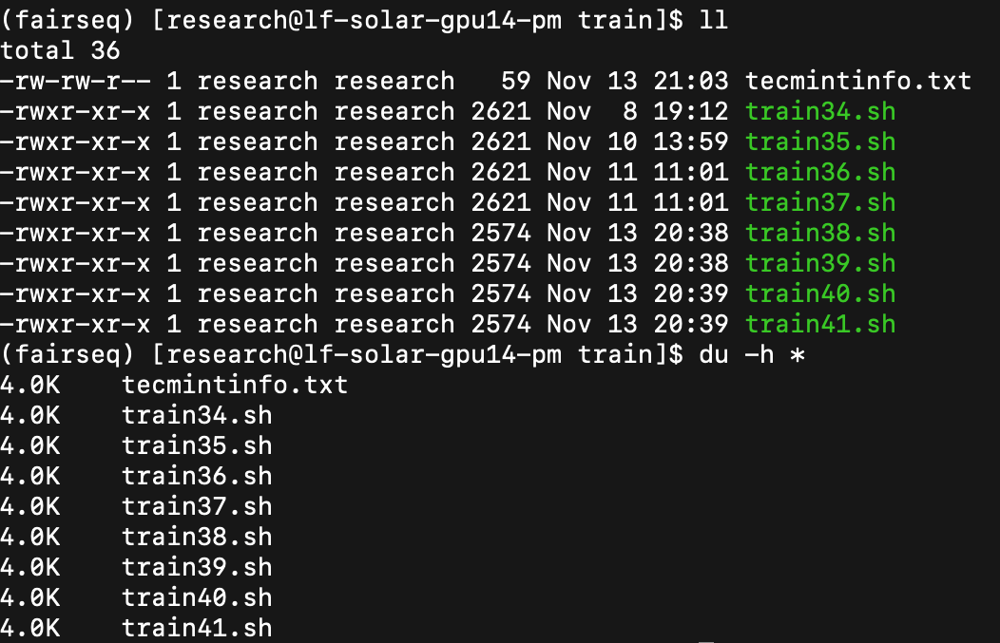 (fairseq) [research@lf-solar-gpu14-pm train]$ ll
total 36
-rw-rw-r-- 1 research research   59 Nov 13 21:03 tecmintinfo.txt
-rwxr-xr-x 1 research research 2621 Nov  8 19:12 train34.sh
-rwxr-xr-x 1 research research 2621 Nov 10 13:59 train35.sh
-rwxr-xr-x 1 research research 2621 Nov 11 11:01 train36.sh
-rwxr-xr-x 1 research research 2621 Nov 11 11:01 train37.sh
-rwxr-xr-x 1 research research 2574 Nov 13 20:38 train38.sh
-rwxr-xr-x 1 research research 2574 Nov 13 20:38 train39.sh
-rwxr-xr-x 1 research research 2574 Nov 13 20:39 train40.sh
-rwxr-xr-x 1 research research 2574 Nov 13 20:39 train41.sh
(fairseq) [research@lf-solar-gpu14-pm train]$ du -h *
4.0K    tecmintinfo.txt
4.0K    train34.sh
4.0K    train35.sh
4.0K    train36.sh
4.0K    train37.sh
4.0K    train38.sh
4.0K    train39.sh
4.0K    train40.sh
4.0K    train41.sh